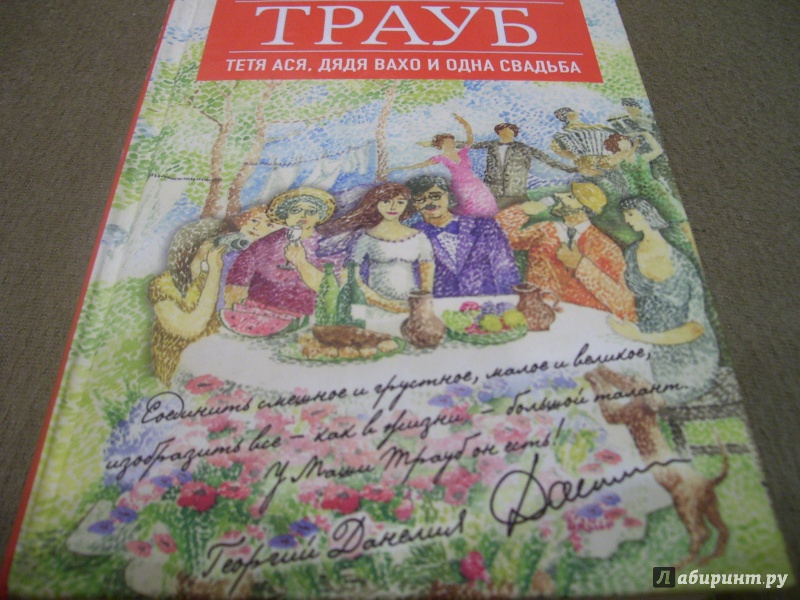 ТРАУБ
ТЕТЯ АСЯ, ДЯДЯ ВАХО И ОДНА СВАДЬБА
Соединить смешное и грустное, малое и великое,
изобразить все – как в жизни – большой талант.
У Маши Трауб он есть!
Георгий Данелия
Лабиринт.ру